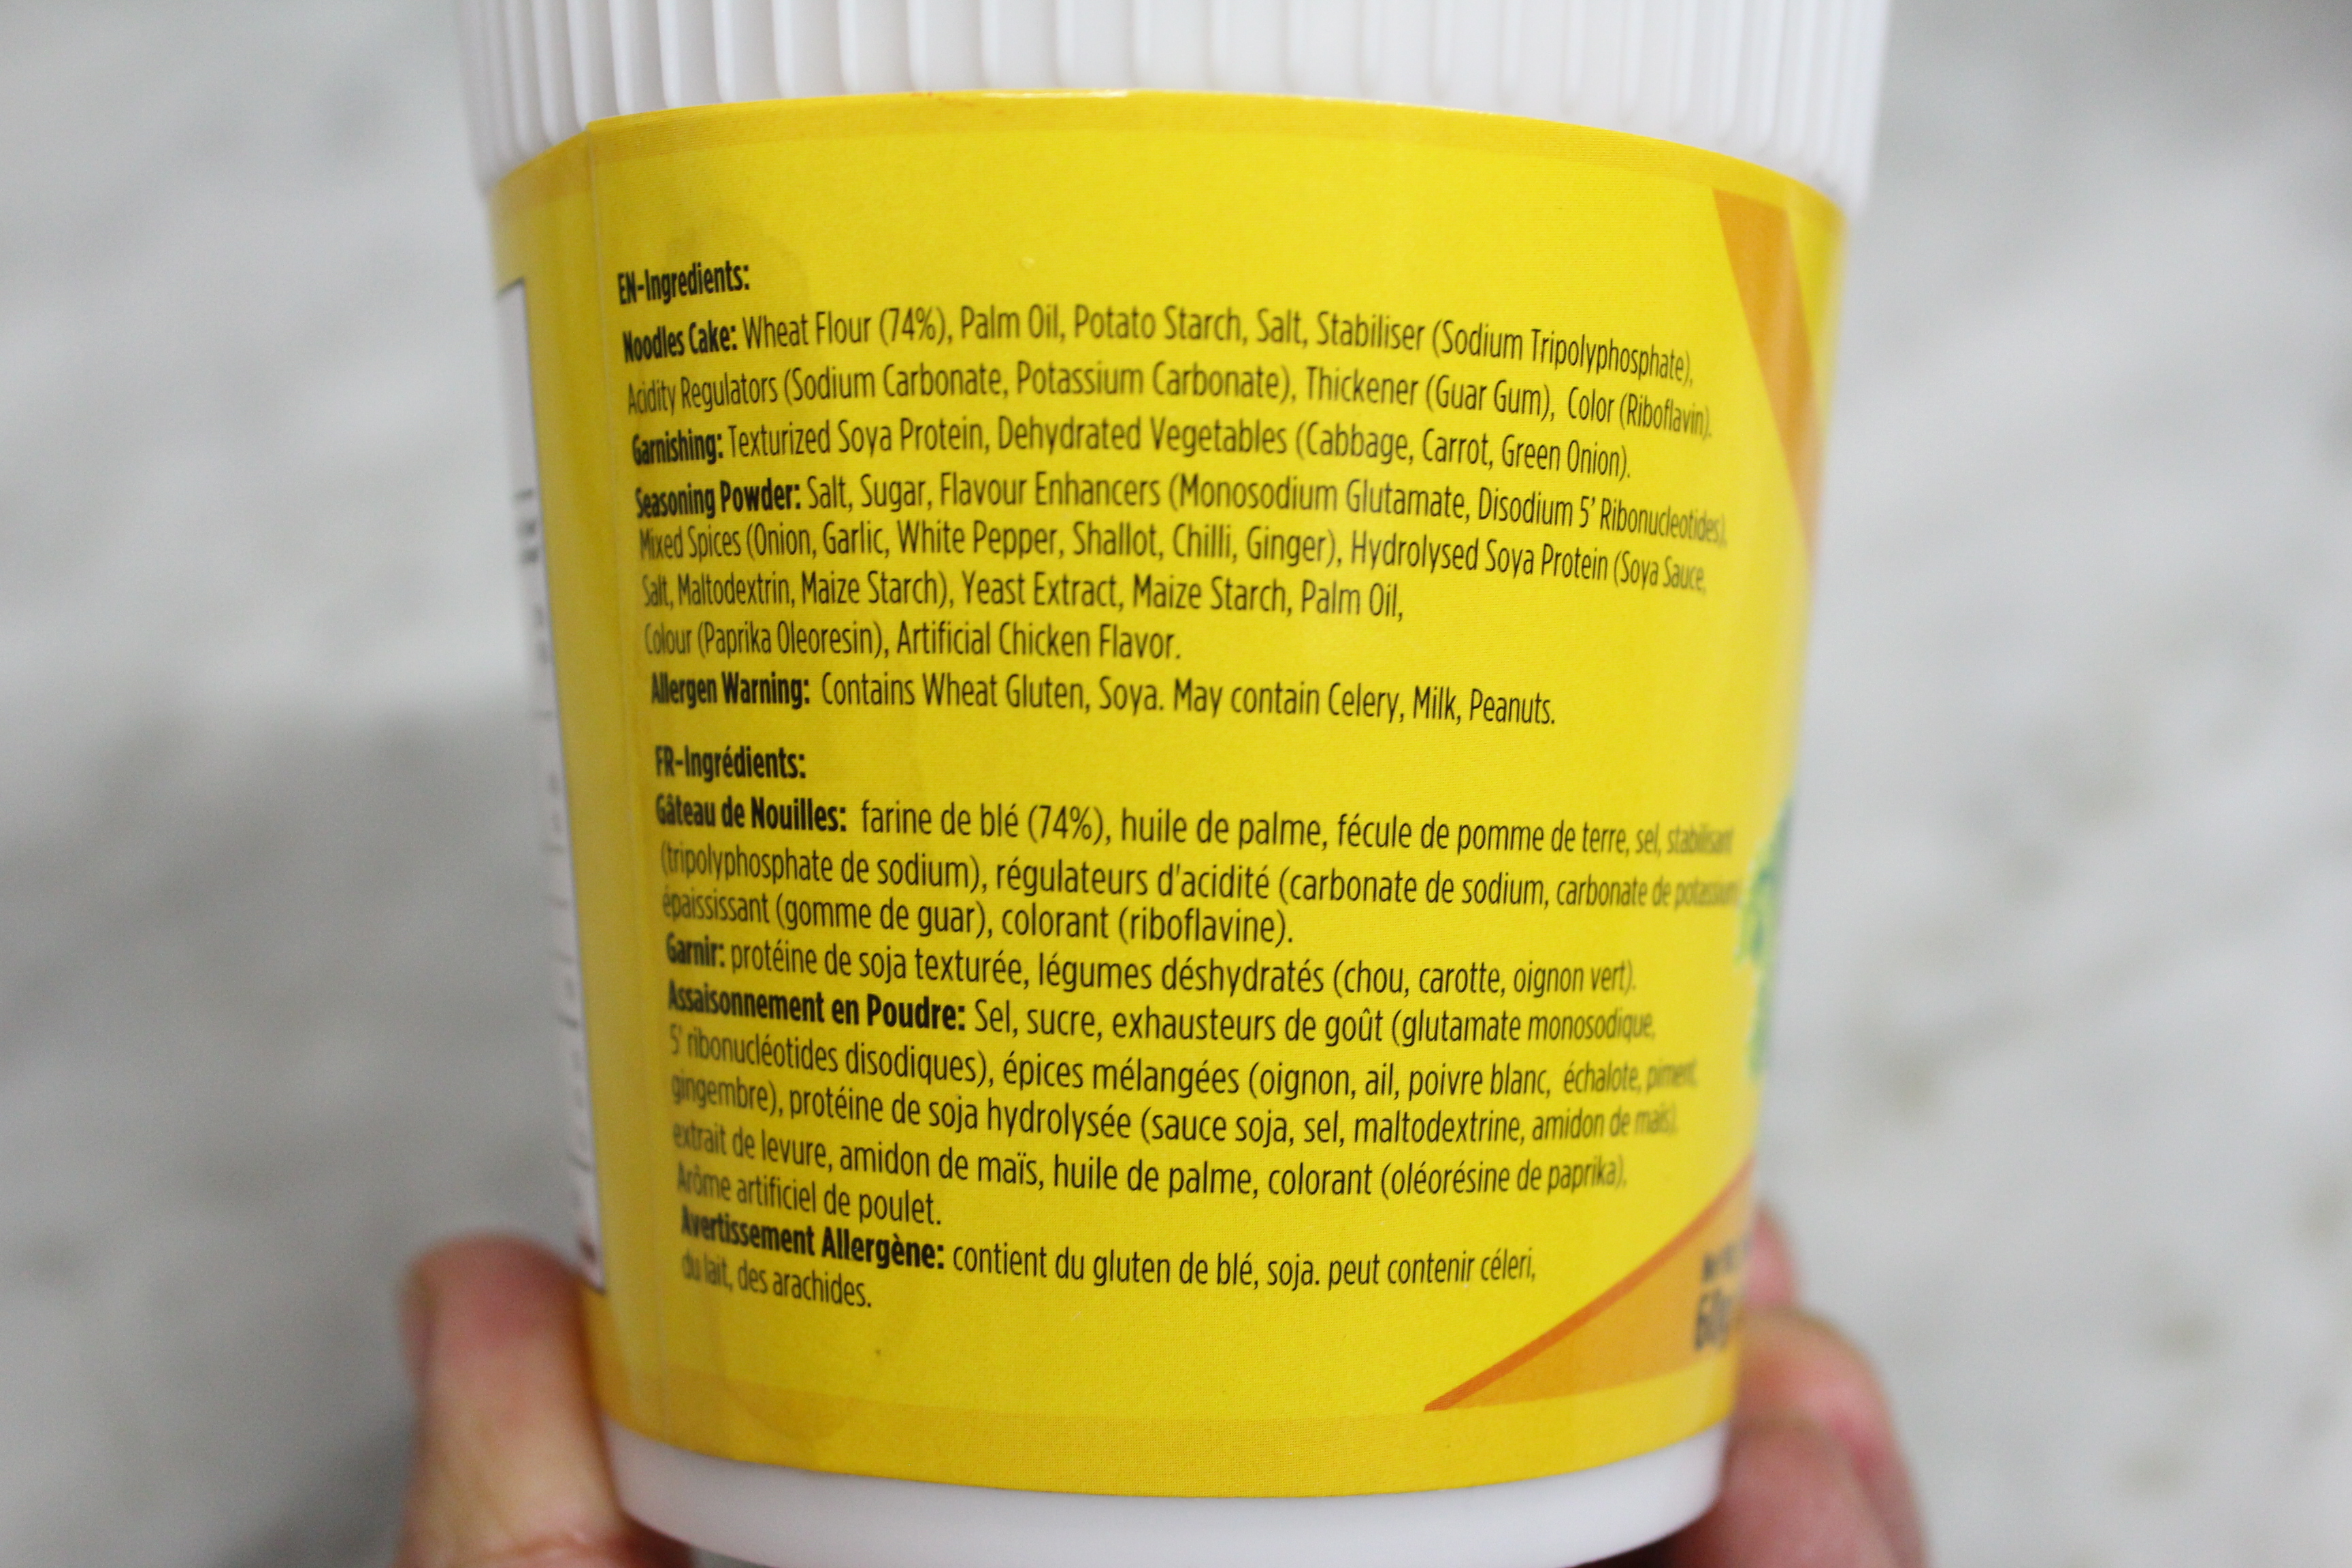 EN-Ingredients:
Noodles Cake: Wheat Flour (74%), Palm Oil, Potato Starch, Salt, Stabiliser (Sodium Tripolyphosphate),
Acidity Regulators (Sodium Carbonate, Potassium Carbonate), Thickener (Guar Gum), Color (Riboflavin).
Garnishing: Texturized Soya Protein, Dehydrated Vegetables (Cabbage, Carrot, Green Onion).
Seasoning Powder: Salt, Sugar, Flavour Enhancers (Monosodium Glutamate, Disodium 5' Ribonucleotides),
Mixed Spices (Onion, Garlic, White Pepper, Shallot, Chilli, Ginger), Hydrolysed Soya Protein (Soya Sauce,
Salt, Maltodextrin, Maize Starch), Yeast Extract, Maize Starch, Palm Oil,
Colour (Paprika Oleoresin), Artificial Chicken Flavor.
Allergen Warning: Contains Wheat Gluten, Soya. May contain Celery, Milk, Peanuts.
FR-Ingrédients:
Gâteau de Nouilles: farine de blé (74%), huile de palme, fécule de pomme de terre, sel, stabilisant
(tripolyphosphate de sodium), régulateurs d'acidité (carbonate de sodium, carbonate de potassium)
épaississant (gomme de guar), colorant (riboflavine).
Garnir: protéine de soja texturée, légumes déshydratés (chou, carotte, oignon vert).
Assaisonnement en Poudre: Sel, sucre, exhausteurs de goût (glutamate monosodique,
5' ribonucléotides disodiques), épices mélangées (oignon, ail, poivre blanc, échalote, piment,
gingembre), protéine de soja hydrolysée (sauce soja, sel, maltodextrine, amidon de maïs),
extrait de levure, amidon de maïs, huile de palme, colorant (oléorésine de paprika),
Arôme artificiel de poulet.
Avertissement Allergène: contient du gluten de blé, soja. peut contenir céleri,
du lait, des arachides.
60g